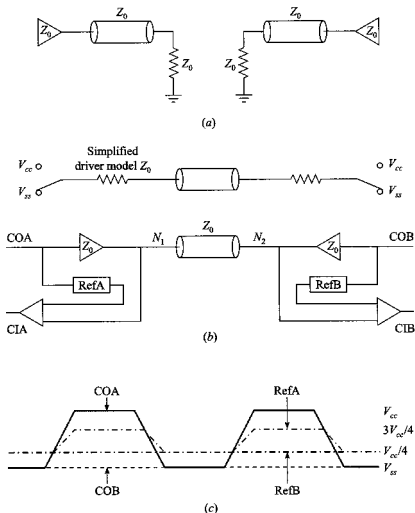 Z0
Z0
Z0
Z0
Z0
Z0
(a)
Simplified
driver model Z0
Vcc
Vss
Vcc
Vss
COA
Z0
N1
Z0
N2
Z0
COB
RefA
RefB
CIA
CIB
(b)
COA
RefA
Vcc
3Vcc/4
Vcc/4
Vss
COB
RefB
(c)